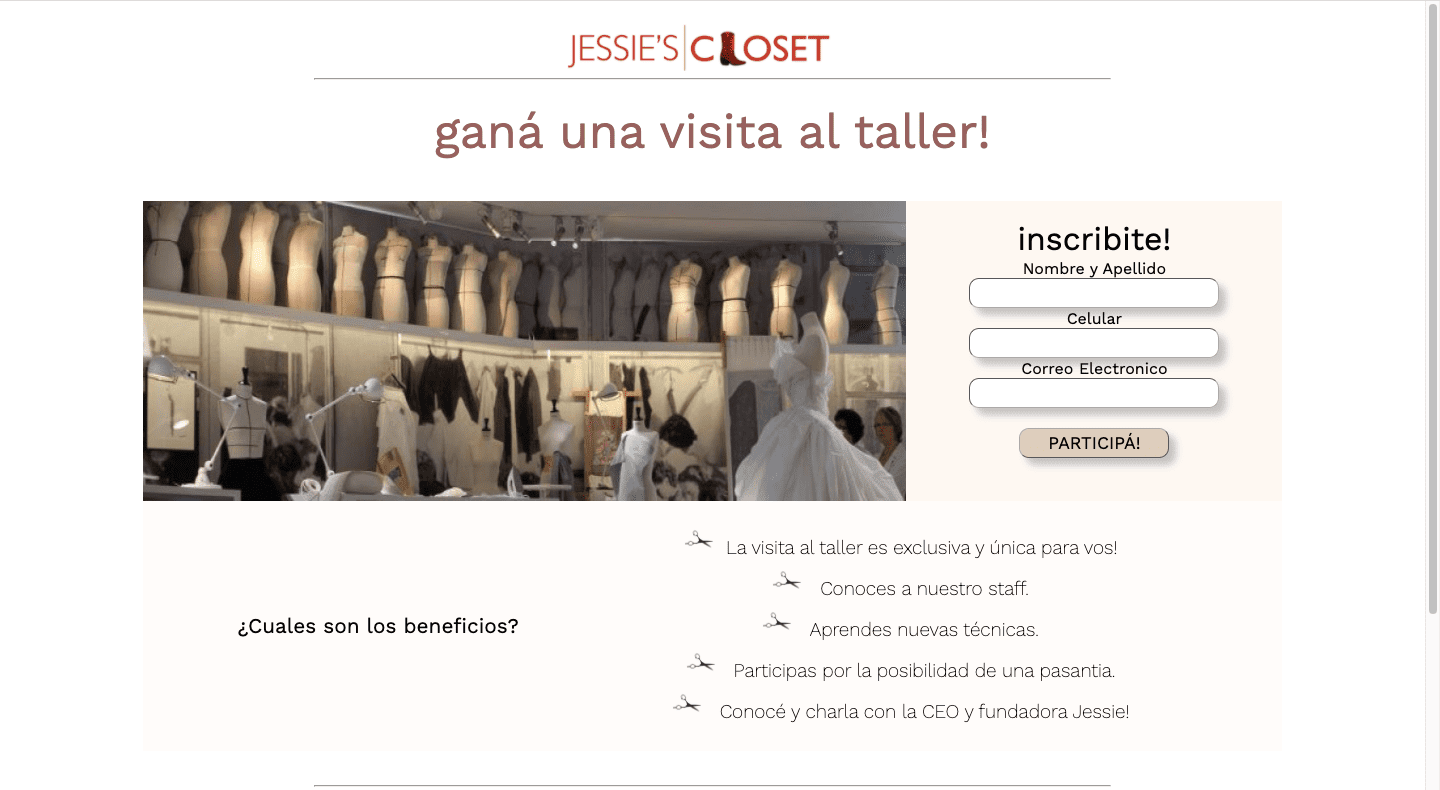 JESSIE'S CLOSET
ganá una visita al taller!
inscribite!
Nombre y Apellido
Celular
Correo Electronico
PARTICIPÁ!
¿Cuales son los beneficios?
La visita al taller es exclusiva y única para vos!
Conoces a nuestro staff.
Aprendes nuevas técnicas.
Participas por la posibilidad de una pasantia.
Conocé y charla con la CEO y fundadora Jessie!